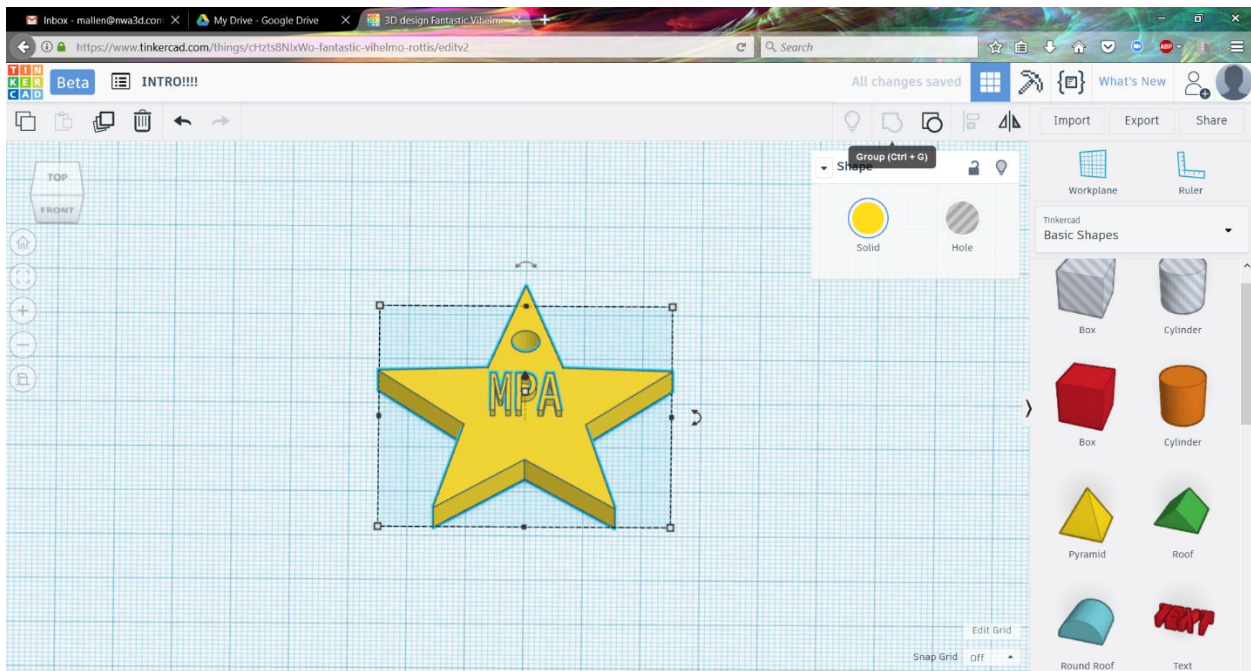 Inbox - mallen@nwa3d.com
My Drive - Google Drive
3D design Fantastic Vihelmo
https://www.tinkercad.com/things/cHzts8NIxWo-fantastic-vihelmo-rottis/editv2
Search
ABP
TIN
KER
CAD
Beta
INTRO!!!!
All changes saved
What's New
Import
Export
Share
Group (Ctrl + G)
Shape
Solid
Hole
TOP
FRONT
MPA
Workplane
Ruler
Tinkercad
Basic Shapes
Box
Cylinder
Box
Cylinder
Pyramid
Roof
TEXT
Round Roof
Text
Edit Grid
Snap Grid
Off